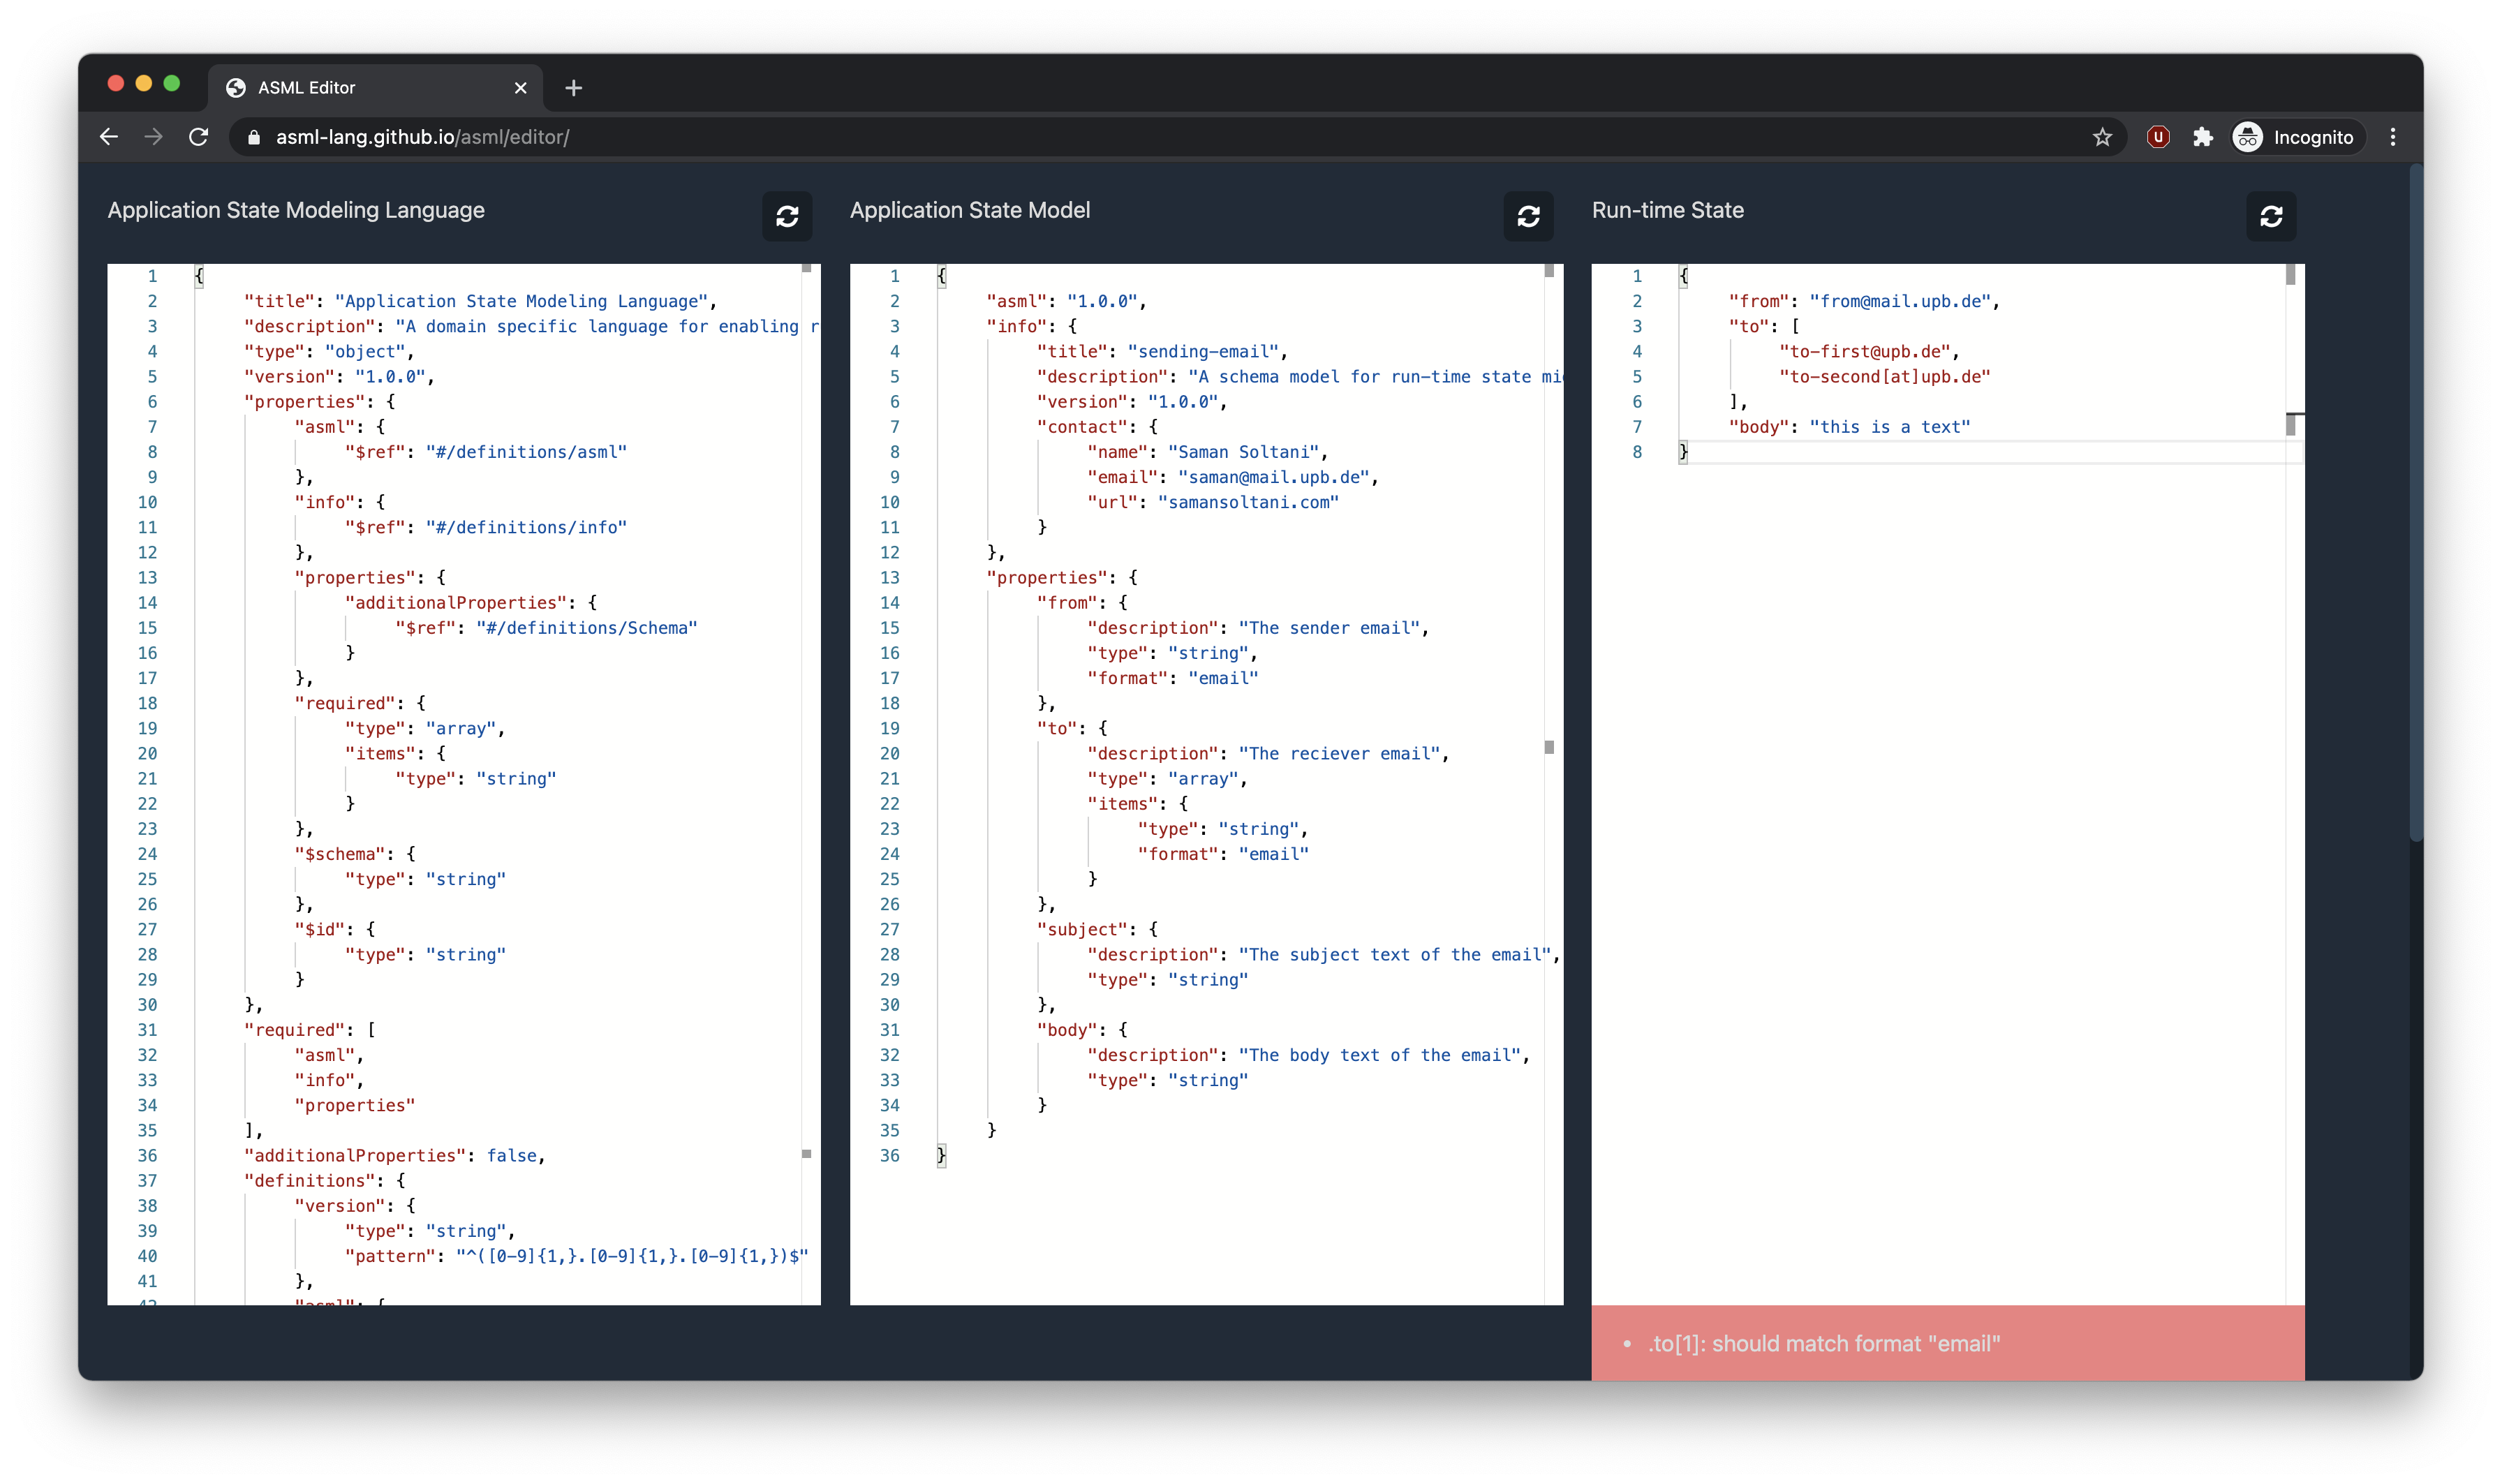 ASML Editor
asml-lang.github.io/asml/editor/
Incognito
Application State Modeling Language
1 {
2 "title": "Application State Modeling Language",
3 "description": "A domain specific language for enabling r
4 "type": "object",
5 "version": "1.0.0",
6 "properties": {
7 "asml": {
8 "$ref": "#/definitions/asml"
9 },
10 "info": {
11 "$ref": "#/definitions/info"
12 },
13 "properties": {
14 "additionalProperties": {
15 "$ref": "#/definitions/Schema"
16 }
17 },
18 "required": {
19 "type": "array",
20 "items": {
21 "type": "string"
22 }
23 },
24 "$schema": {
25 "type": "string"
26 },
27 "$id": {
28 "type": "string"
29 }
30 },
31 "required": [
32 "asml",
33 "info",
34 "properties"
35 ],
36 "additionalProperties": false,
37 "definitions": {
38 "version": {
39 "type": "string",
40 "pattern": "^([0-9]{1,}.[0-9]{1,}.[0-9]{1,})$"
41 },
42 "asml": {
Application State Model
1 {
2 "asml": "1.0.0",
3 "info": {
4 "title": "sending-email",
5 "description": "A schema model for run-time state mi
6 "version": "1.0.0",
7 "contact": {
8 "name": "Saman Soltani",
9 "email": "saman@mail.upb.de",
10 "url": "samansoltani.com"
11 }
12 },
13 "properties": {
14 "from": {
15 "description": "The sender email",
16 "type": "string",
17 "format": "email"
18 },
19 "to": {
20 "description": "The reciever email",
21 "type": "array",
22 "items": {
23 "type": "string",
24 "format": "email"
25 }
26 },
27 "subject": {
28 "description": "The subject text of the email",
29 "type": "string"
30 },
31 "body": {
32 "description": "The body text of the email",
33 "type": "string"
34 }
35 }
36 }
Run-time State
1 {
2 "from": "from@mail.upb.de",
3 "to": [
4 "to-first@upb.de",
5 "to-second[at]upb.de"
6 ],
7 "body": "this is a text"
8 }
• .to[1]: should match format "email"